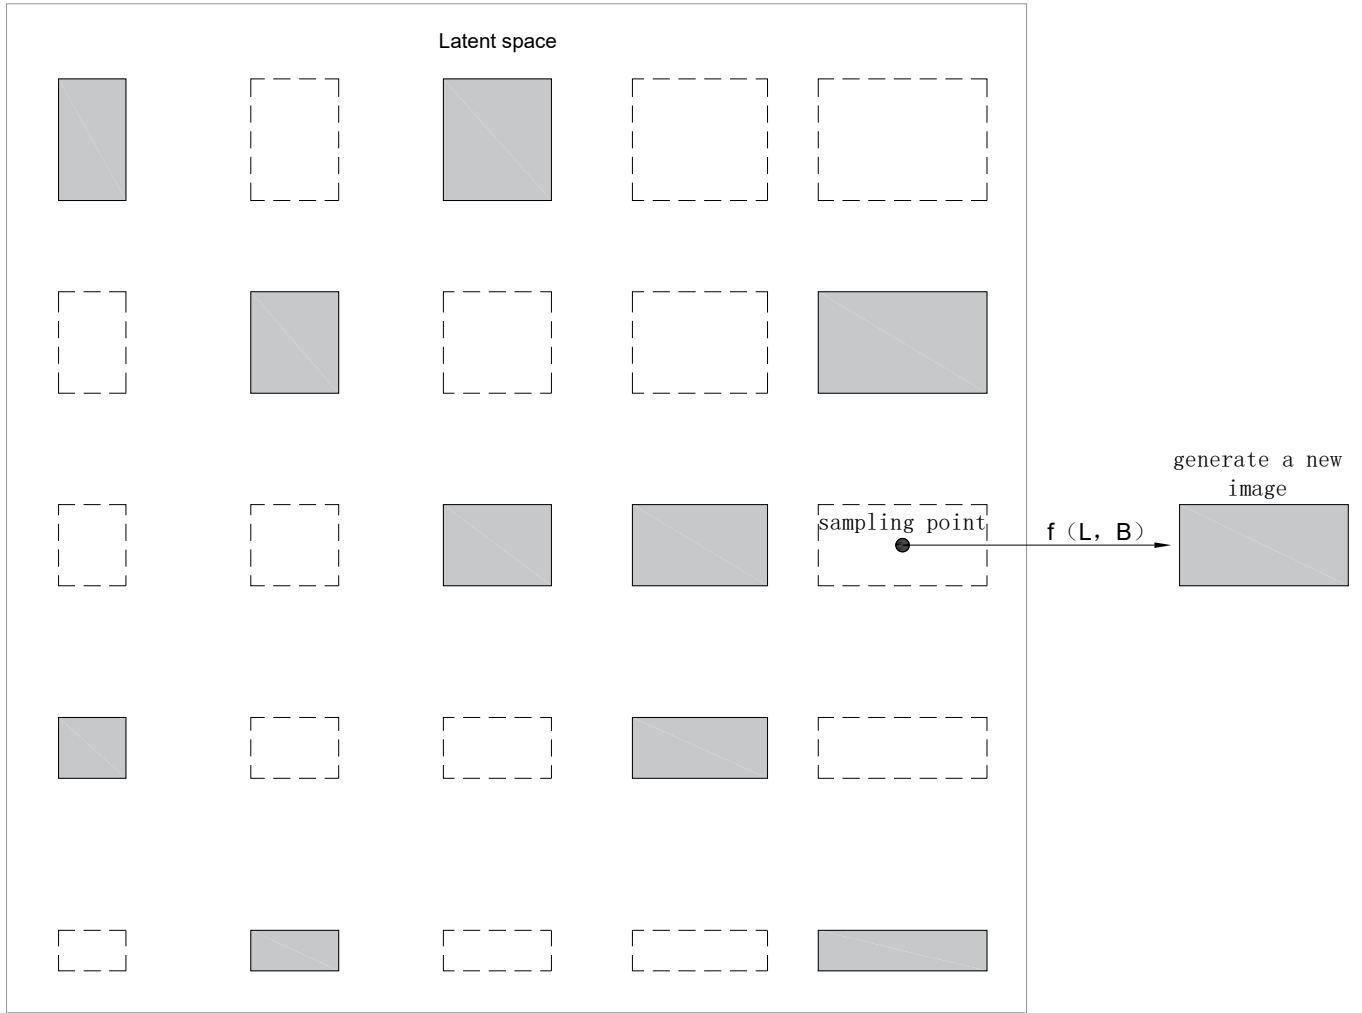 Latent space
generate a new
image
sampling point
f（L，B）